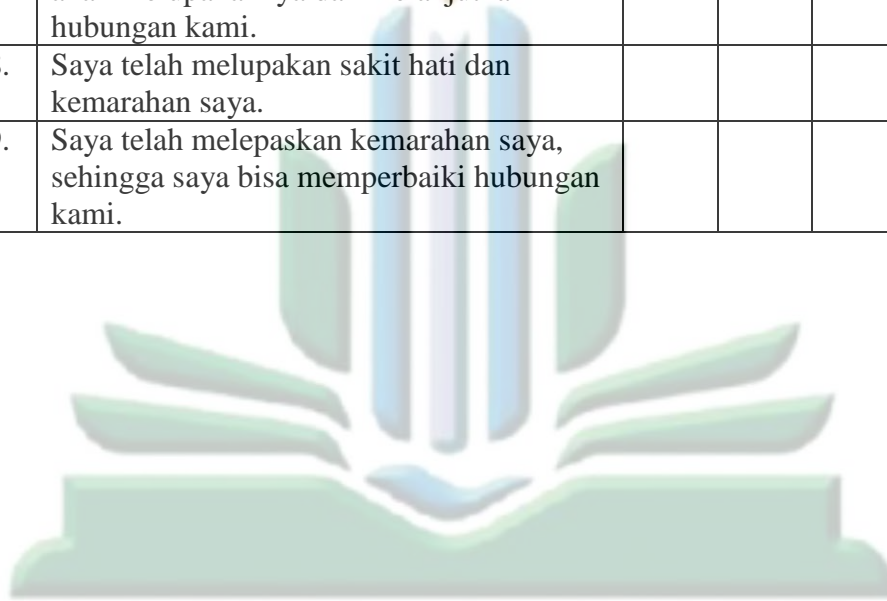 hubungan kami.
Saya telah melupakan sakit hati dan
kemarahan saya.
Saya telah melepaskan kemarahan saya,
sehingga saya bisa memperbaiki hubungan
kami.